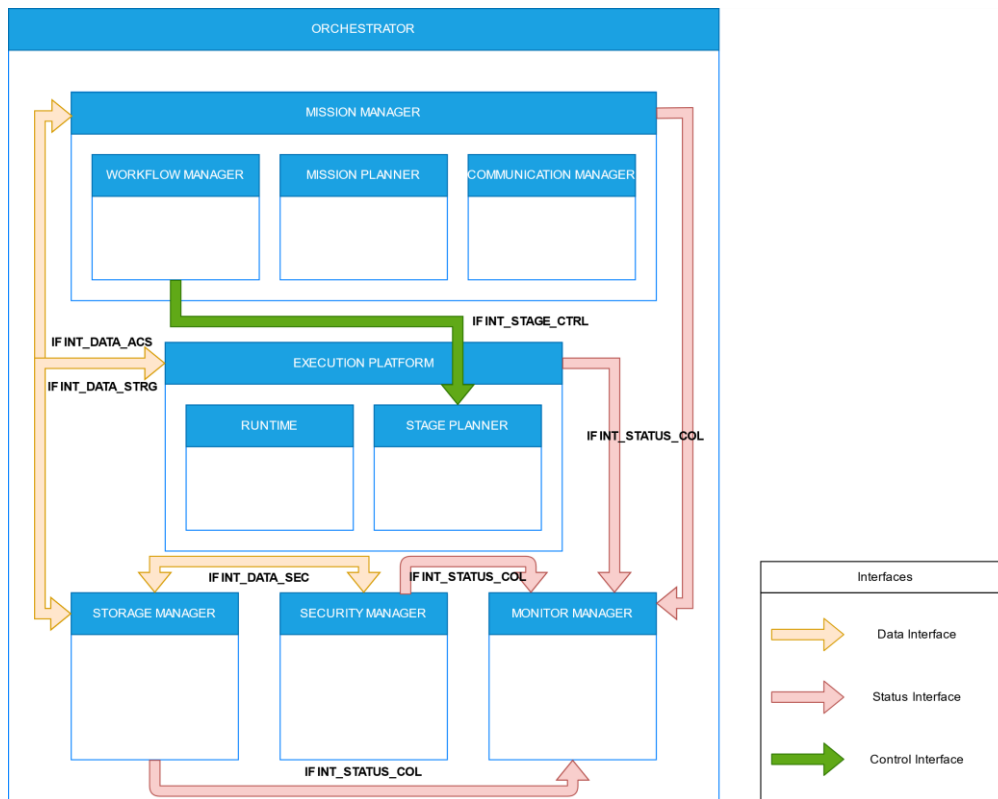 ORCHESTRATOR
MISSION MANAGER
WORKFLOW MANAGER
MISSION PLANNER
COMMUNICATION MANAGER
IF INT_STAGE_CTRL
IF INT_DATA_ACS
EXECUTION PLATFORM
IF INT_DATA_STRG
RUNTIME
STAGE PLANNER
IF INT_STATUS_COL
IF INT_DATA_SEC
IF INT_STATUS_COL
STORAGE MANAGER
SECURITY MANAGER
MONITOR MANAGER
IF INT_STATUS_COL
Interfaces
Data Interface
Status Interface
Control Interface